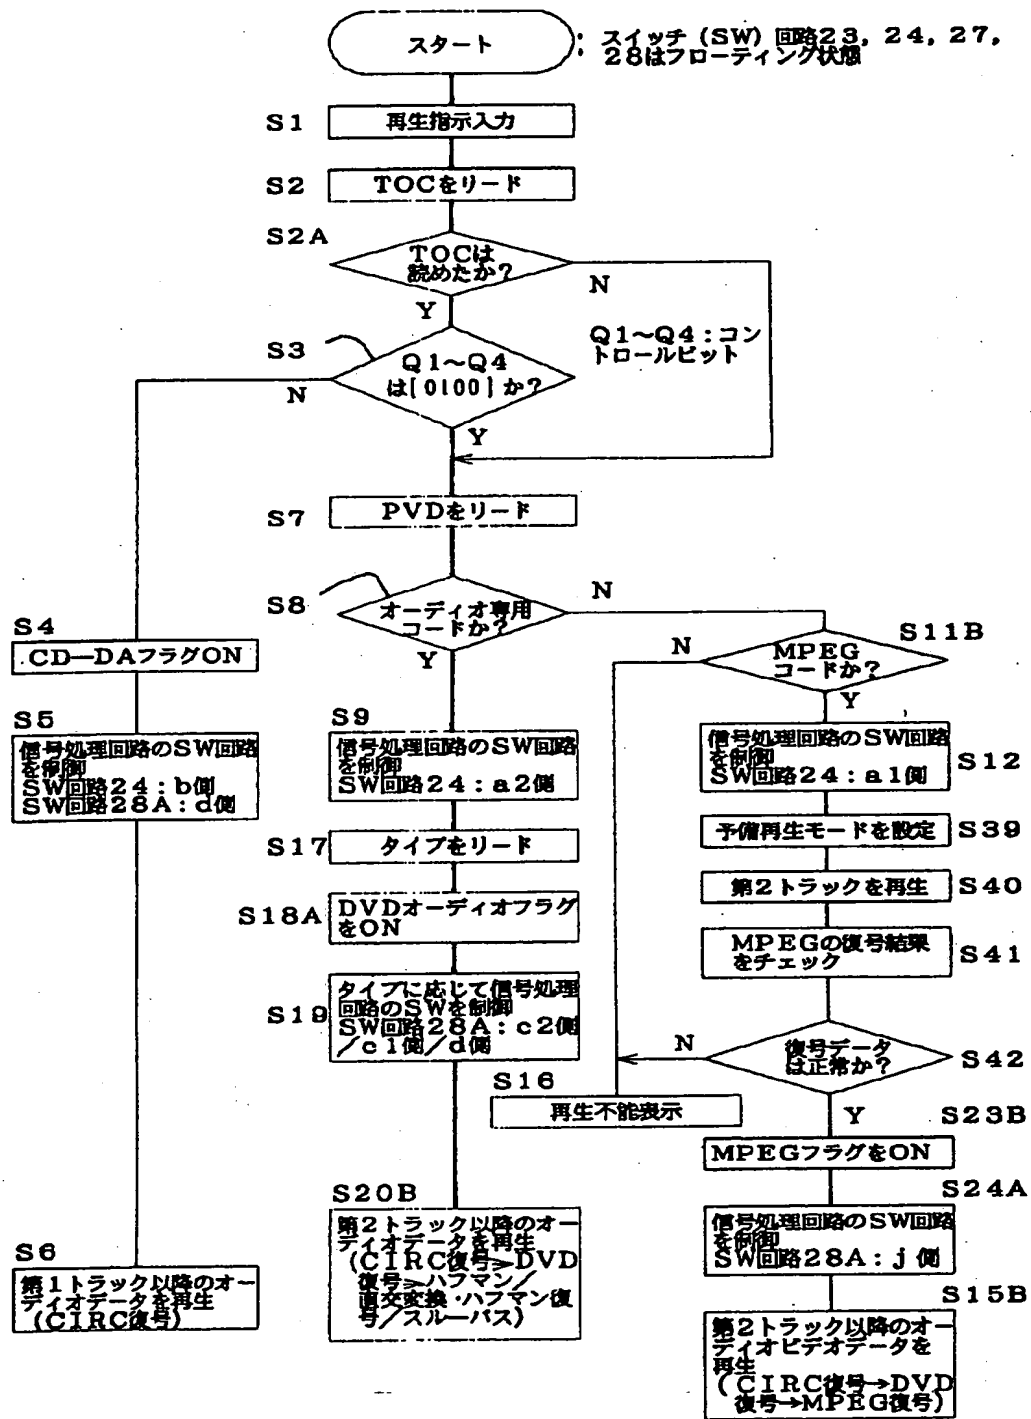 スタート
: スイッチ (SW) 回路23, 24, 27,
: 28はフローティング状態
S1
再生指示入力
S2
TOCをリード
S2A
TOCは
読めたか?
N
Y
Q1~Q4:コン
トロールビット
S3
Q1~Q4
は[0100]か?
N
Y
S7
PVDをリード
S8
オーディオ専用
コードか?
N
Y
S4
CD—DAフラグON
S5
信号処理回路のSW回路
を制御
SW回路24:b側
SW回路28A:d側
S6
第1トラック以降のオー
ディオデータを再生
(CIRC復号)
S9
信号処理回路のSW回路
を制御
SW回路24:a2側
S17
タイプをリード
S18A
DVDオーディオフラグ
をON
S19
タイプに応じて信号処理
回路のSWを制御
SW回路28A:c2側
/c1側/d側
S20B
第2トラック以降のオー
ディオデータを再生
(CIRC復号➔DVD
復号➔ハフマン/
直交変換・ハフマン復
号/スルーパス)
S11B
MPEG
コードか?
N
Y
S12
信号処理回路のSW回路
を制御
SW回路24:a1側
S39
予備再生モードを設定
S40
第2トラックを再生
S41
MPEGの復号結果
をチェック
S42
復号データ
は正常か?
N
Y
S16
再生不能表示
S23B
MPEGフラグをON
S24A
信号処理回路のSW回路
を制御
SW回路28A:j側
S15B
第2トラック以降のオー
ディオビデオデータを
再生
(CIRC復号→DVD
復号→MPEG復号)